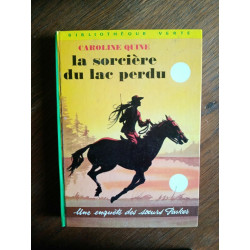 BIBLIOTHÈQUE VERTE
CAROLINE QUINE
la sorcière
du lac perdu
Une enquête des sœurs Parker